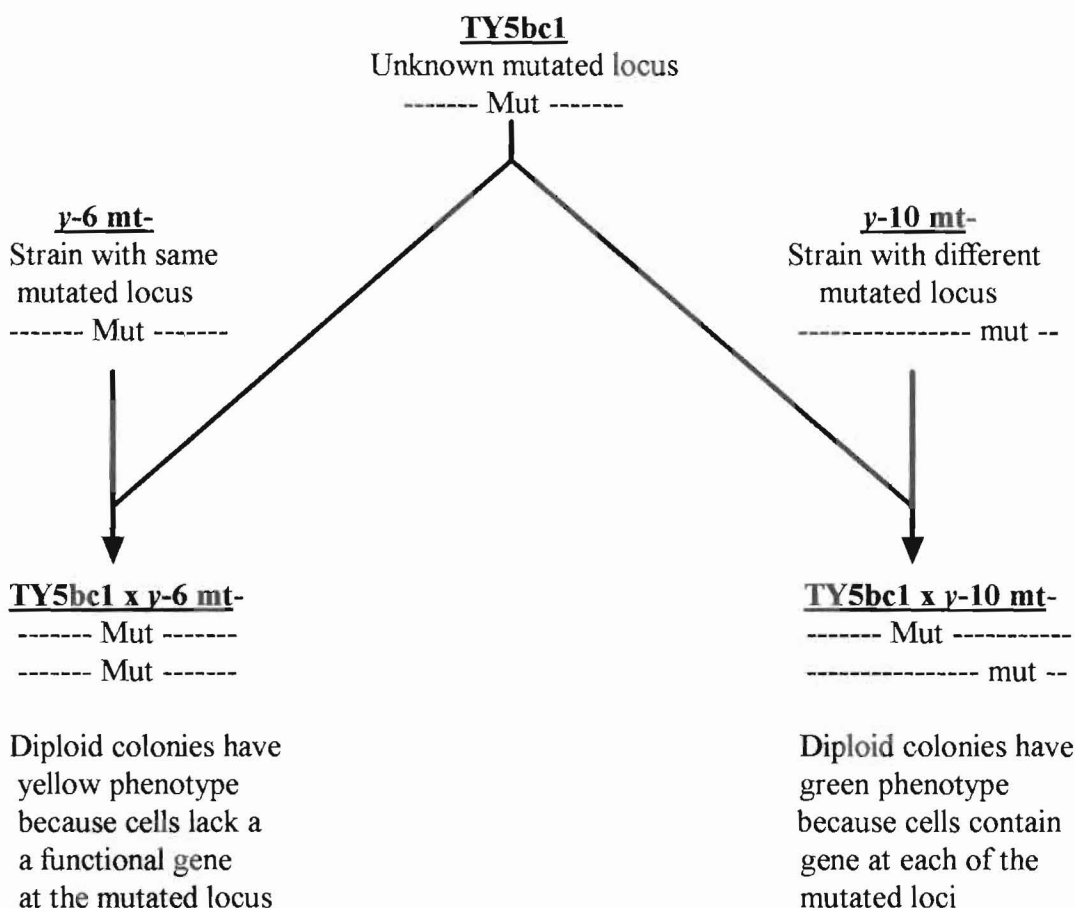 TY5bc1
Unknown mutated locus
------- Mut -------
y-6 mt-
Strain with same
mutated locus
------- Mut -------
y-10 mt-
Strain with different
mutated locus
----------------- mut --
TY5bc1 x y-6 mt-
------- Mut -------
------- Mut -------
Diploid colonies have
yellow phenotype
because cells lack a
a functional gene
at the mutated locus
TY5bc1 x y-10 mt-
------- Mut -----------
---------------- mut --
Diploid colonies have
green phenotype
because cells contain
gene at each of the
mutated loci